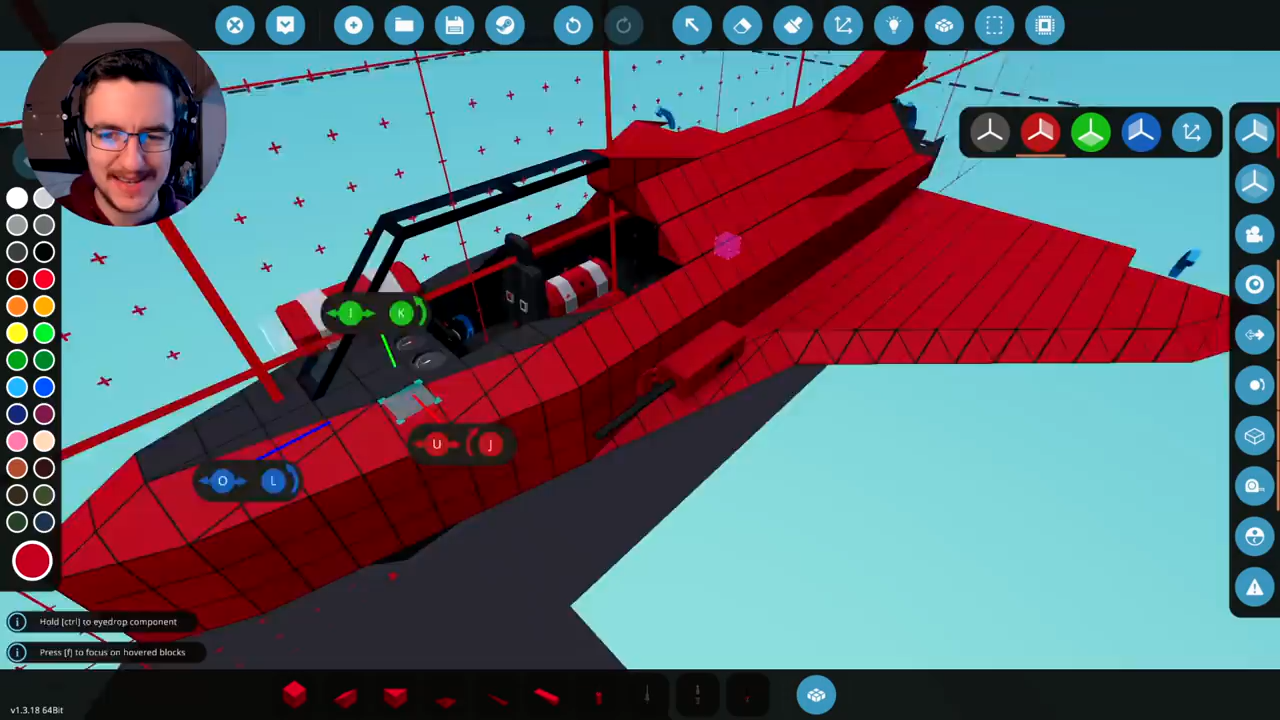 J K
U J
O L
Hold [ctrl] to eyedrop component
Press [f] to focus on hovered blocks
v1.3.18 64Bit